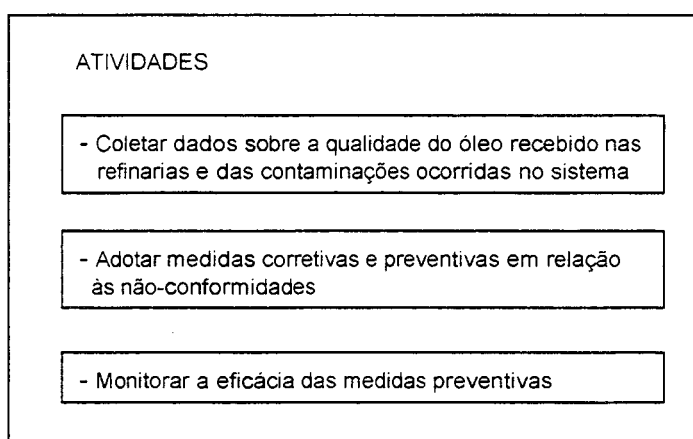 ATIVIDADES
- Coletar dados sobre a qualidade do óleo recebido nas
refinarias e das contaminações ocorridas no sistema
- Adotar medidas corretivas e preventivas em relação
às não-conformidades
- Monitorar a eficácia das medidas preventivas